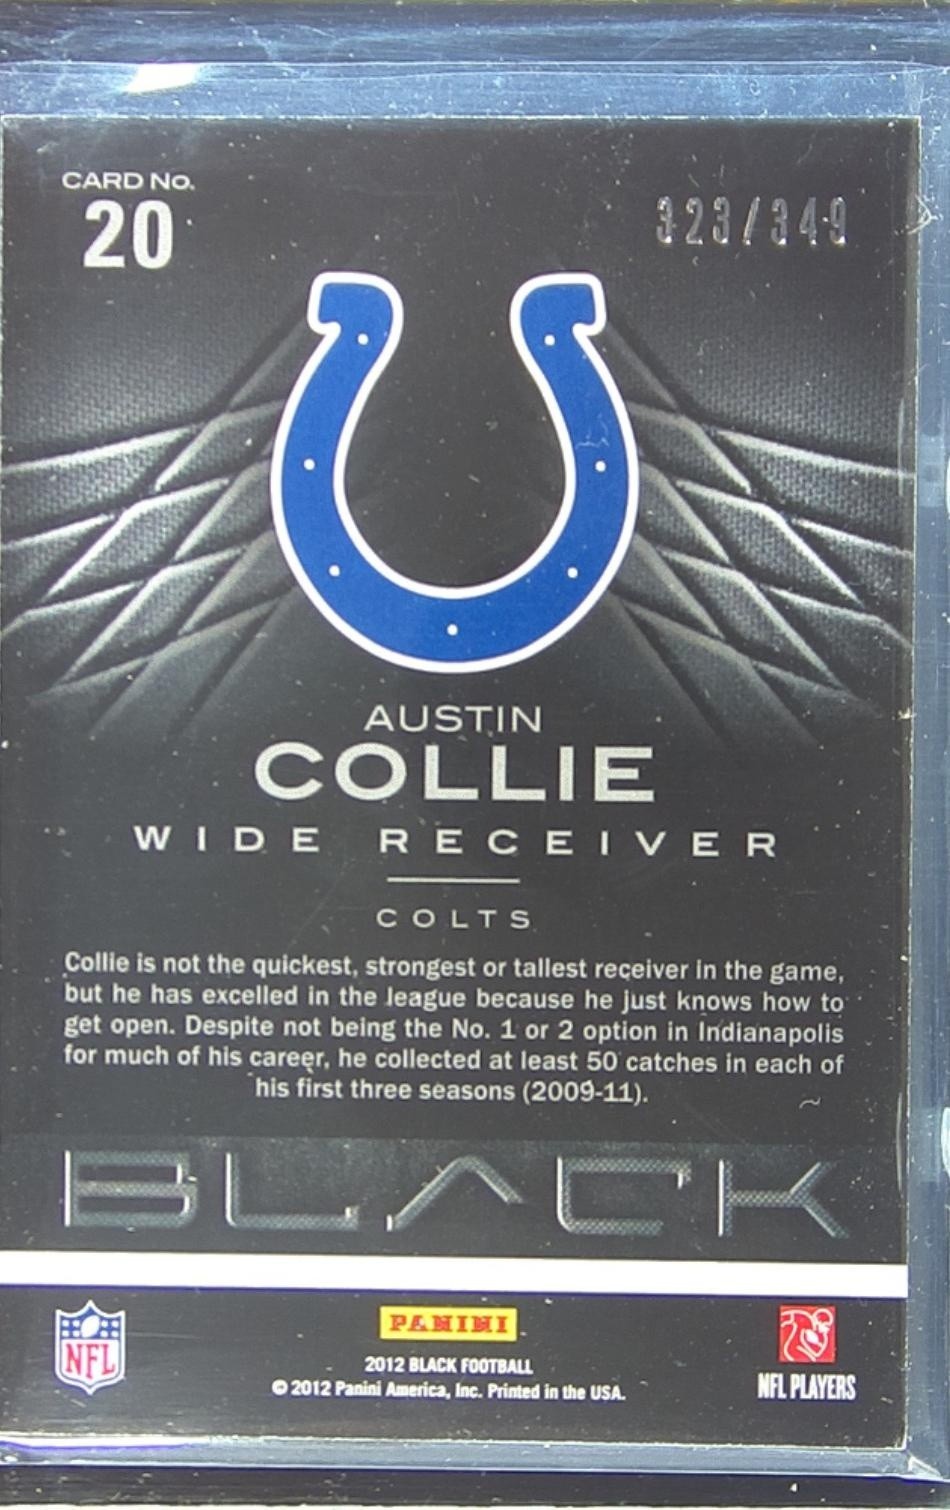 CARD No.
20
323/349
AUSTIN
COLLIE
WIDE RECEIVER
COLTS
Collie is not the quickest, strongest or tallest receiver in the game,
but he has excelled in the league because he just knows how to
get open. Despite not being the No. 1 or 2 option in Indianapolis
for much of his career, he collected at least 50 catches in each of
his first three seasons (2009-11).
BLACK
NFL
PANINI
2012 BLACK FOOTBALL
© 2012 Panini America, Inc. Printed in the USA.
NFL PLAYERS